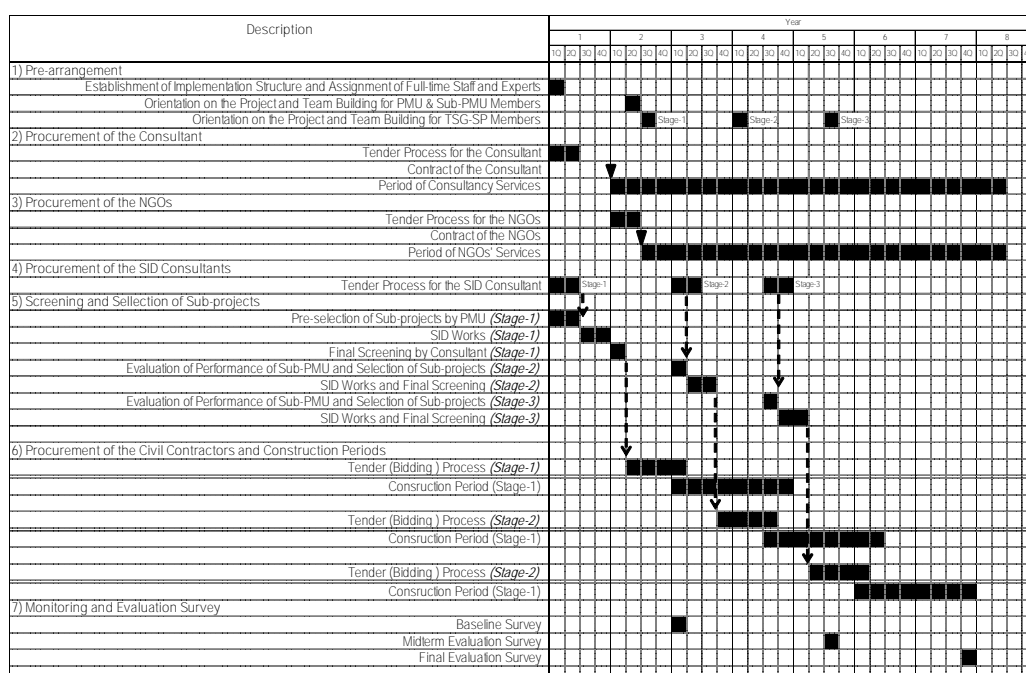 Description
Year
1 2 3 4 5 6 7 8
1Q 2Q 3Q 4Q 1Q 2Q 3Q 4Q 1Q 2Q 3Q 4Q 1Q 2Q 3Q 4Q 1Q 2Q 3Q 4Q 1Q 2Q 3Q 4Q 1Q 2Q 3Q 4Q 1Q 2Q 3Q
1) Pre-arrangement
Establishment of Implementation Structure and Assignment of Full-time Staff and Experts
Orientation on the Project and Team Building for PMU & Sub-PMU Members
Orientation on the Project and Team Building for TSG-SP Members Stage-1 Stage-2 Stage-3
2) Procurement of the Consultant
Tender Process for the Consultant
Contract of the Consultant
Period of Consultancy Services
3) Procurement of the NGOs
Tender Process for the NGOs
Contract of the NGOs
Period of NGOs' Services
4) Procurement of the SID Consultants
Tender Process for the SID Consultant Stage-1 Stage-2 Stage-3
5) Screening and Sellection of Sub-projects
Pre-selection of Sub-projects by PMU (Stage-1)
SID Works (Stage-1)
Final Screening by Consultant (Stage-1)
Evaluation of Performance of Sub-PMU and Selection of Sub-projects (Stage-2)
SID Works and Final Screening (Stage-2)
Evaluation of Performance of Sub-PMU and Selection of Sub-projects (Stage-3)
SID Works and Final Screening (Stage-3)
6) Procurement of the Civil Contractors and Construction Periods
Tender (Bidding ) Process (Stage-1)
Consruction Period (Stage-1)
Tender (Bidding ) Process (Stage-2)
Consruction Period (Stage-1)
Tender (Bidding ) Process (Stage-2)
Consruction Period (Stage-1)
7) Monitoring and Evaluation Survey
Baseline Survey
Midterm Evaluation Survey
Final Evaluation Survey